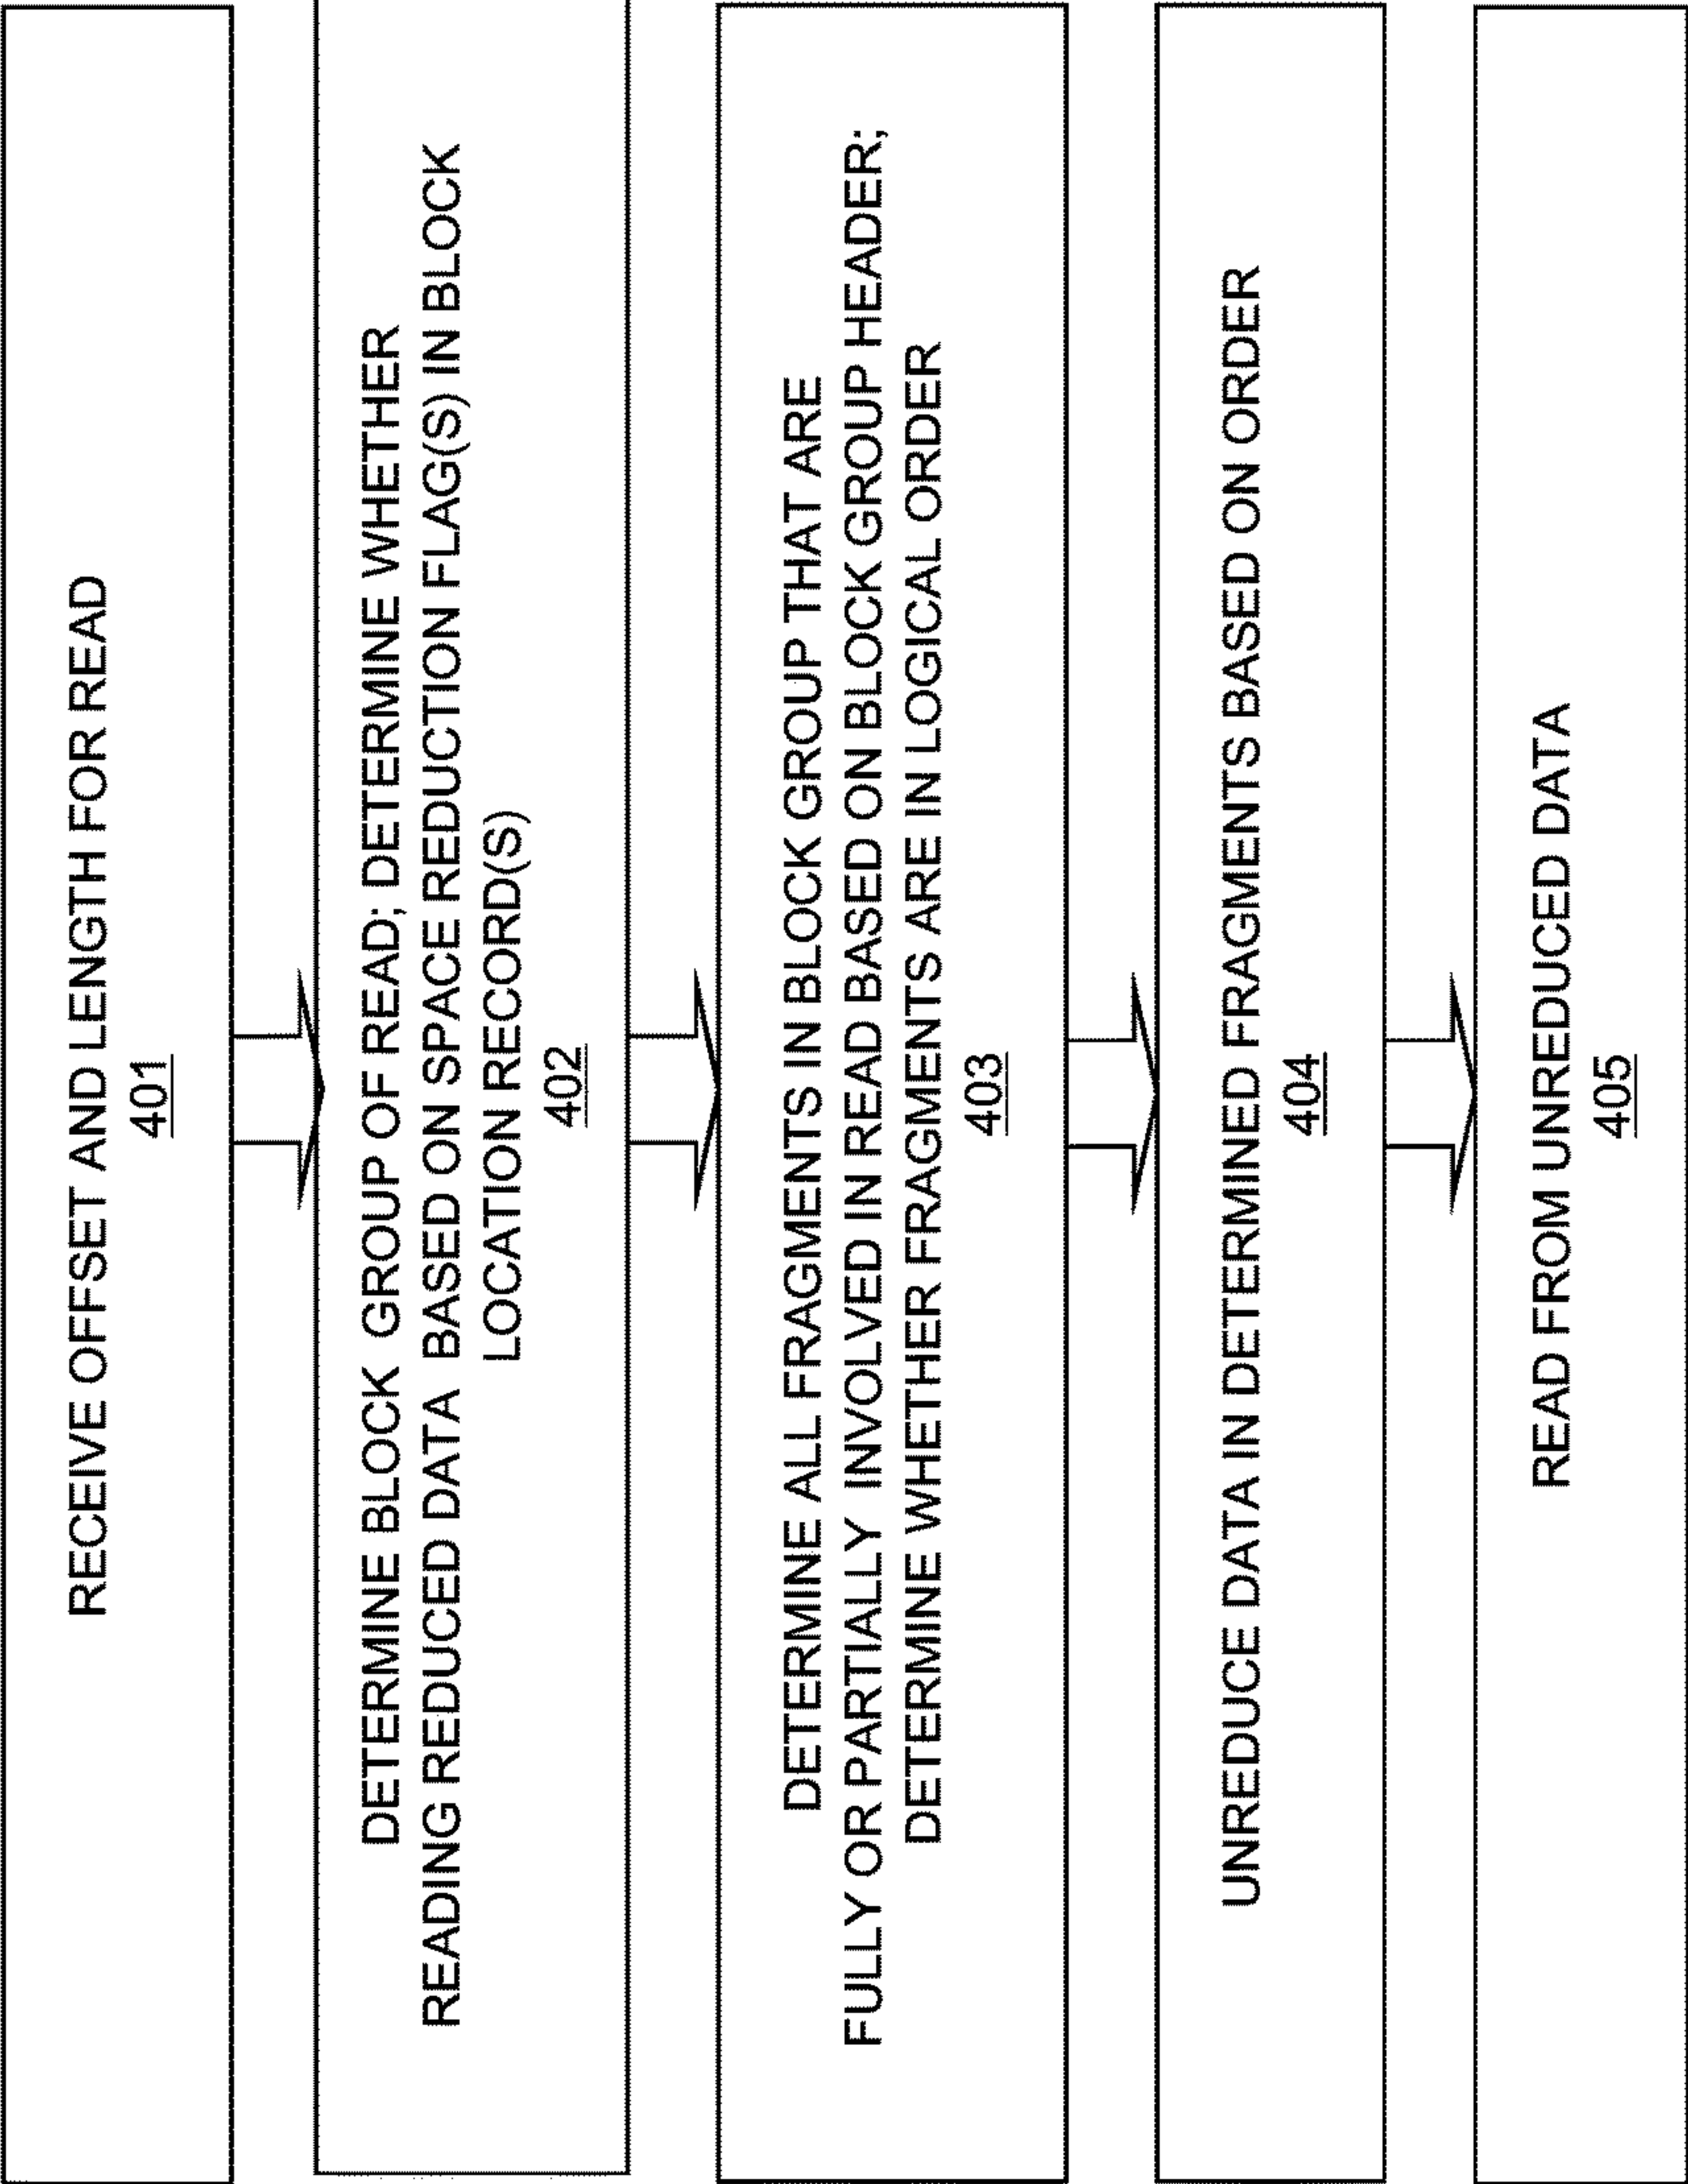 RECEIVE OFFSET AND LENGTH FOR READ
401
DETERMINE BLOCK GROUP OF READ; DETERMINE WHETHER
READING REDUCED DATA BASED ON SPACE REDUCTION FLAG(S) IN BLOCK
LOCATION RECORD(S)
402
DETERMINE ALL FRAGMENTS IN BLOCK GROUP THAT ARE
FULLY OR PARTIALLY INVOLVED IN READ BASED ON BLOCK GROUP HEADER;
DETERMINE WHETHER FRAGMENTS ARE IN LOGICAL ORDER
403
UNREDUCE DATA IN DETERMINED FRAGMENTS BASED ON ORDER
404
READ FROM UNREDUCED DATA
405